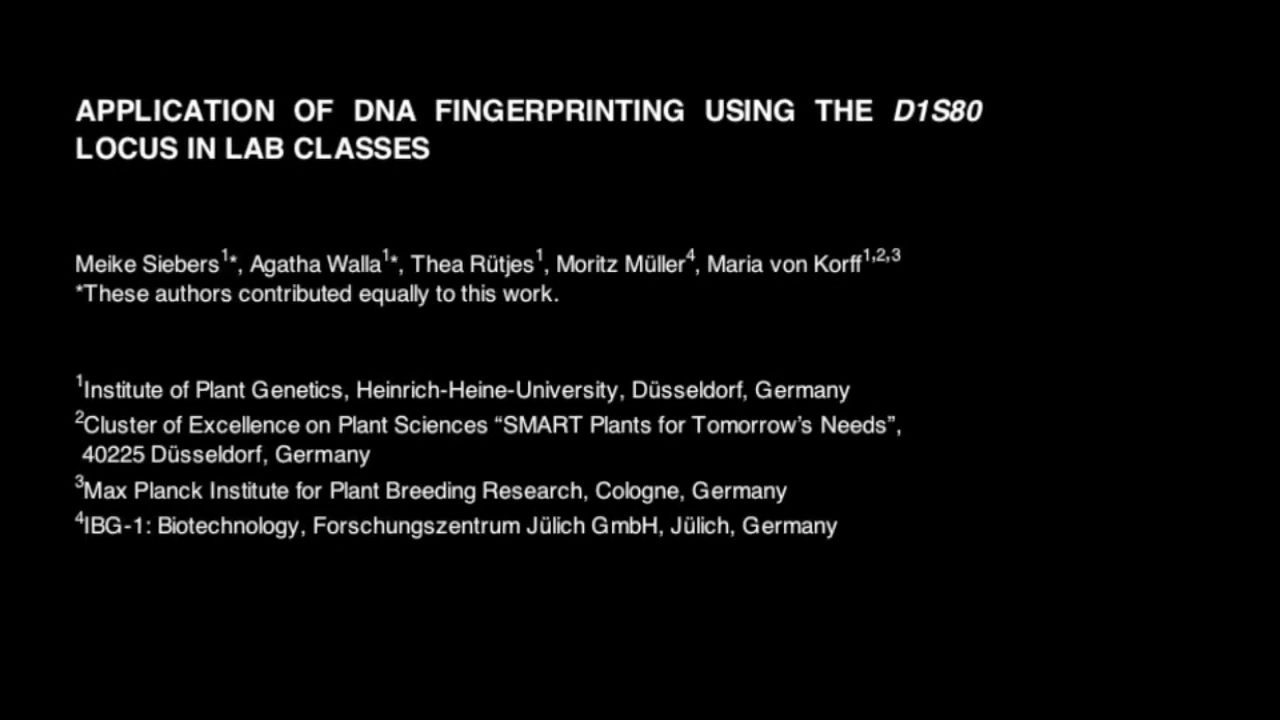 APPLICATION OF DNA FINGERPRINTING USING THE D1S80
LOCUS IN LAB CLASSES
Meike Siebers1*, Agatha Walla1*, Thea Rütjes1, Moritz Müller4, Maria von Korff1,2,3
*These authors contributed equally to this work.
1Institute of Plant Genetics, Heinrich-Heine-University, Düsseldorf, Germany
2Cluster of Excellence on Plant Sciences “SMART Plants for Tomorrow’s Needs”,
40225 Düsseldorf, Germany
3Max Planck Institute for Plant Breeding Research, Cologne, Germany
4IBG-1: Biotechnology, Forschungszentrum Jülich GmbH, Jülich, Germany